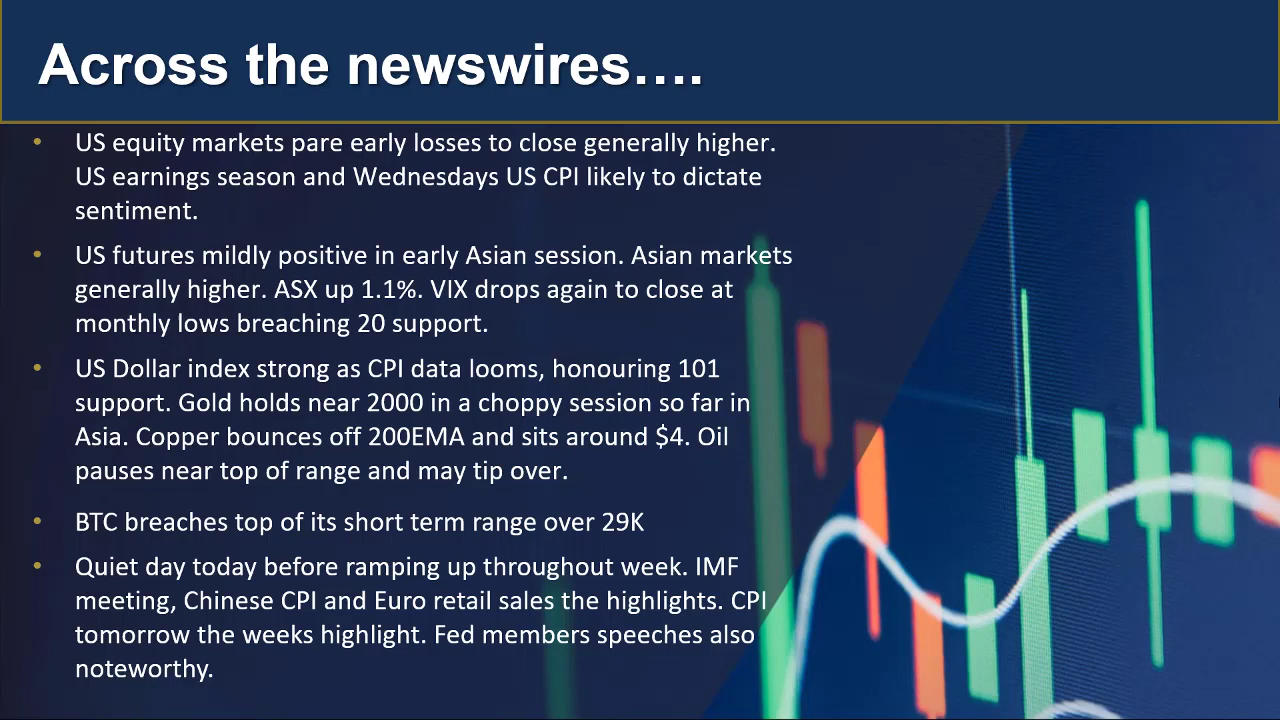 Across the newswires….
• US equity markets pare early losses to close generally higher.
US earnings season and Wednesdays US CPI likely to dictate
sentiment.
• US futures mildly positive in early Asian session. Asian markets
generally higher. ASX up 1.1%. VIX drops again to close at
monthly lows breaching 20 support.
• US Dollar index strong as CPI data looms, honouring 101
support. Gold holds near 2000 in a choppy session so far in
Asia. Copper bounces off 200EMA and sits around $4. Oil
pauses near top of range and may tip over.
• BTC breaches top of its short term range over 29K
• Quiet day today before ramping up throughout week. IMF
meeting, Chinese CPI and Euro retail sales the highlights. CPI
tomorrow the weeks highlight. Fed members speeches also
noteworthy.